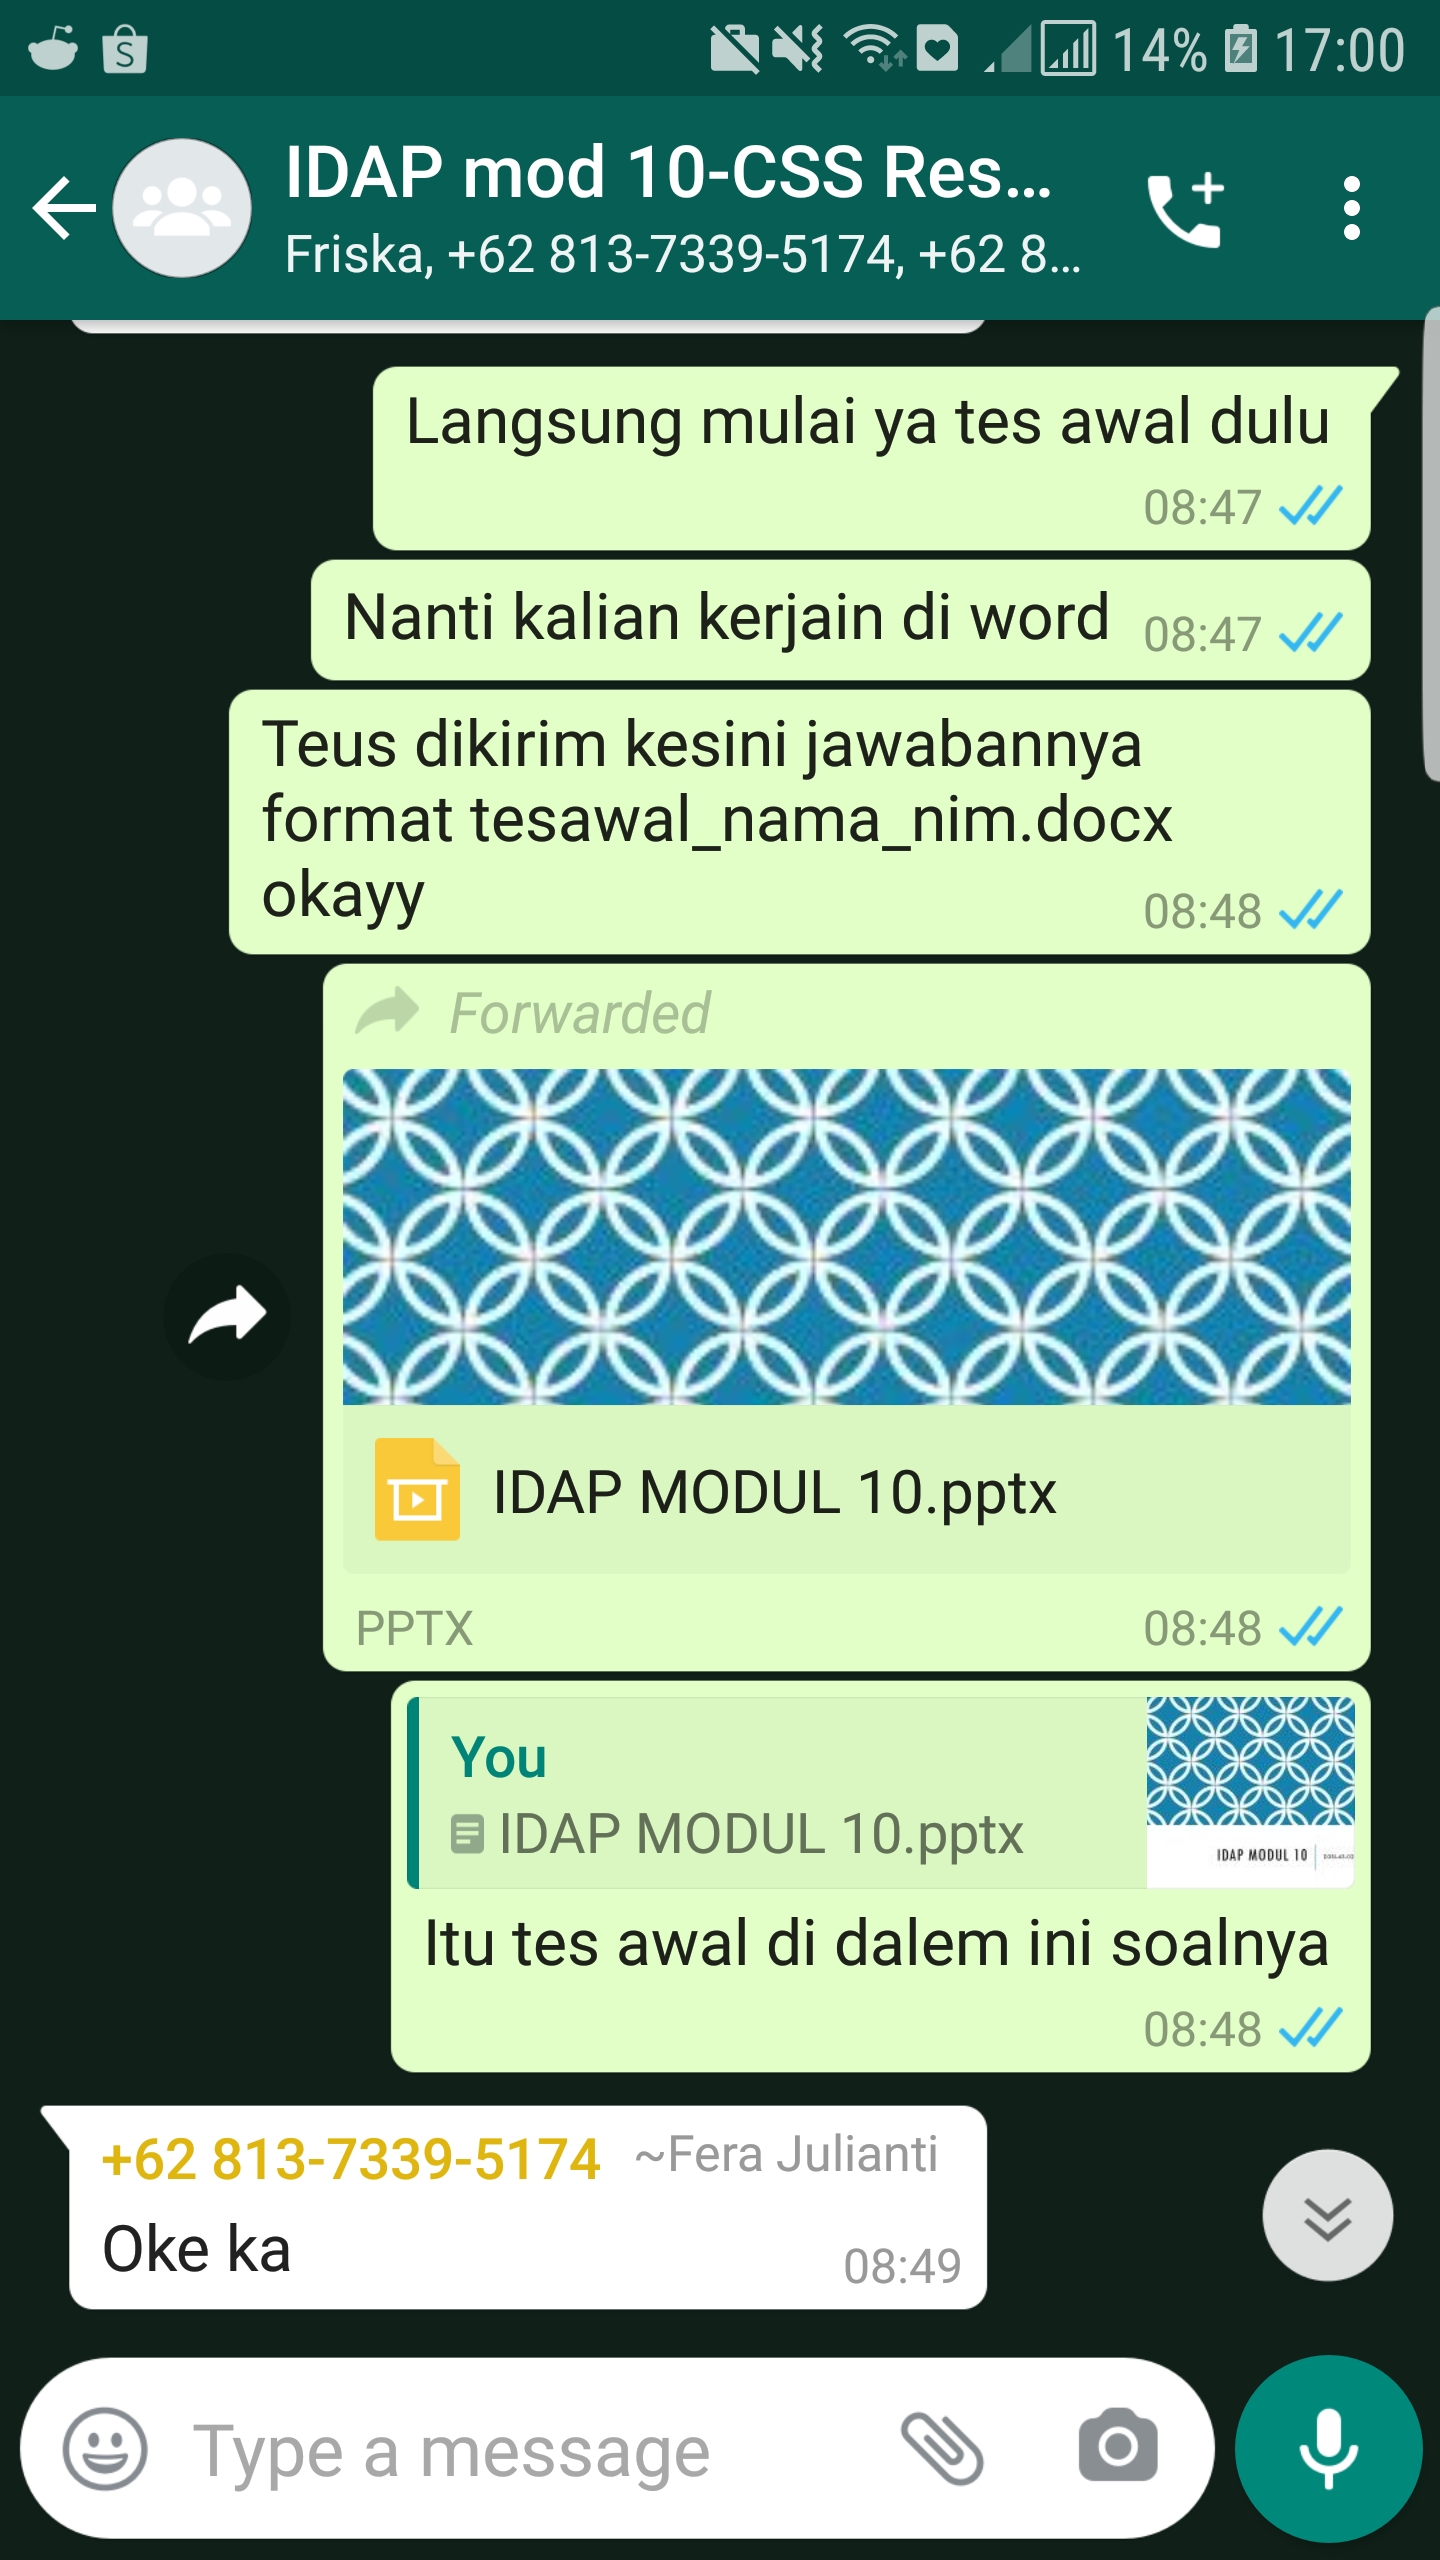 S
14% 17:00
IDAP mod 10-CSS Res...
Friska, +62 813-7339-5174, +62 8...
Langsung mulai ya tes awal dulu
08:47
Nanti kalian kerjain di word 08:47
Teus dikirim kesini jawabannya
format tesawal_nama_nim.docx
okayy 08:48
Forwarded
IDAP MODUL 10.pptx
PPTX 08:48
You
IDAP MODUL 10.pptx
IDAP MODUL 10
Itu tes awal di dalem ini soalnya
08:48
+62 813-7339-5174 ~Fera Julianti
Oke ka 08:49
Type a message